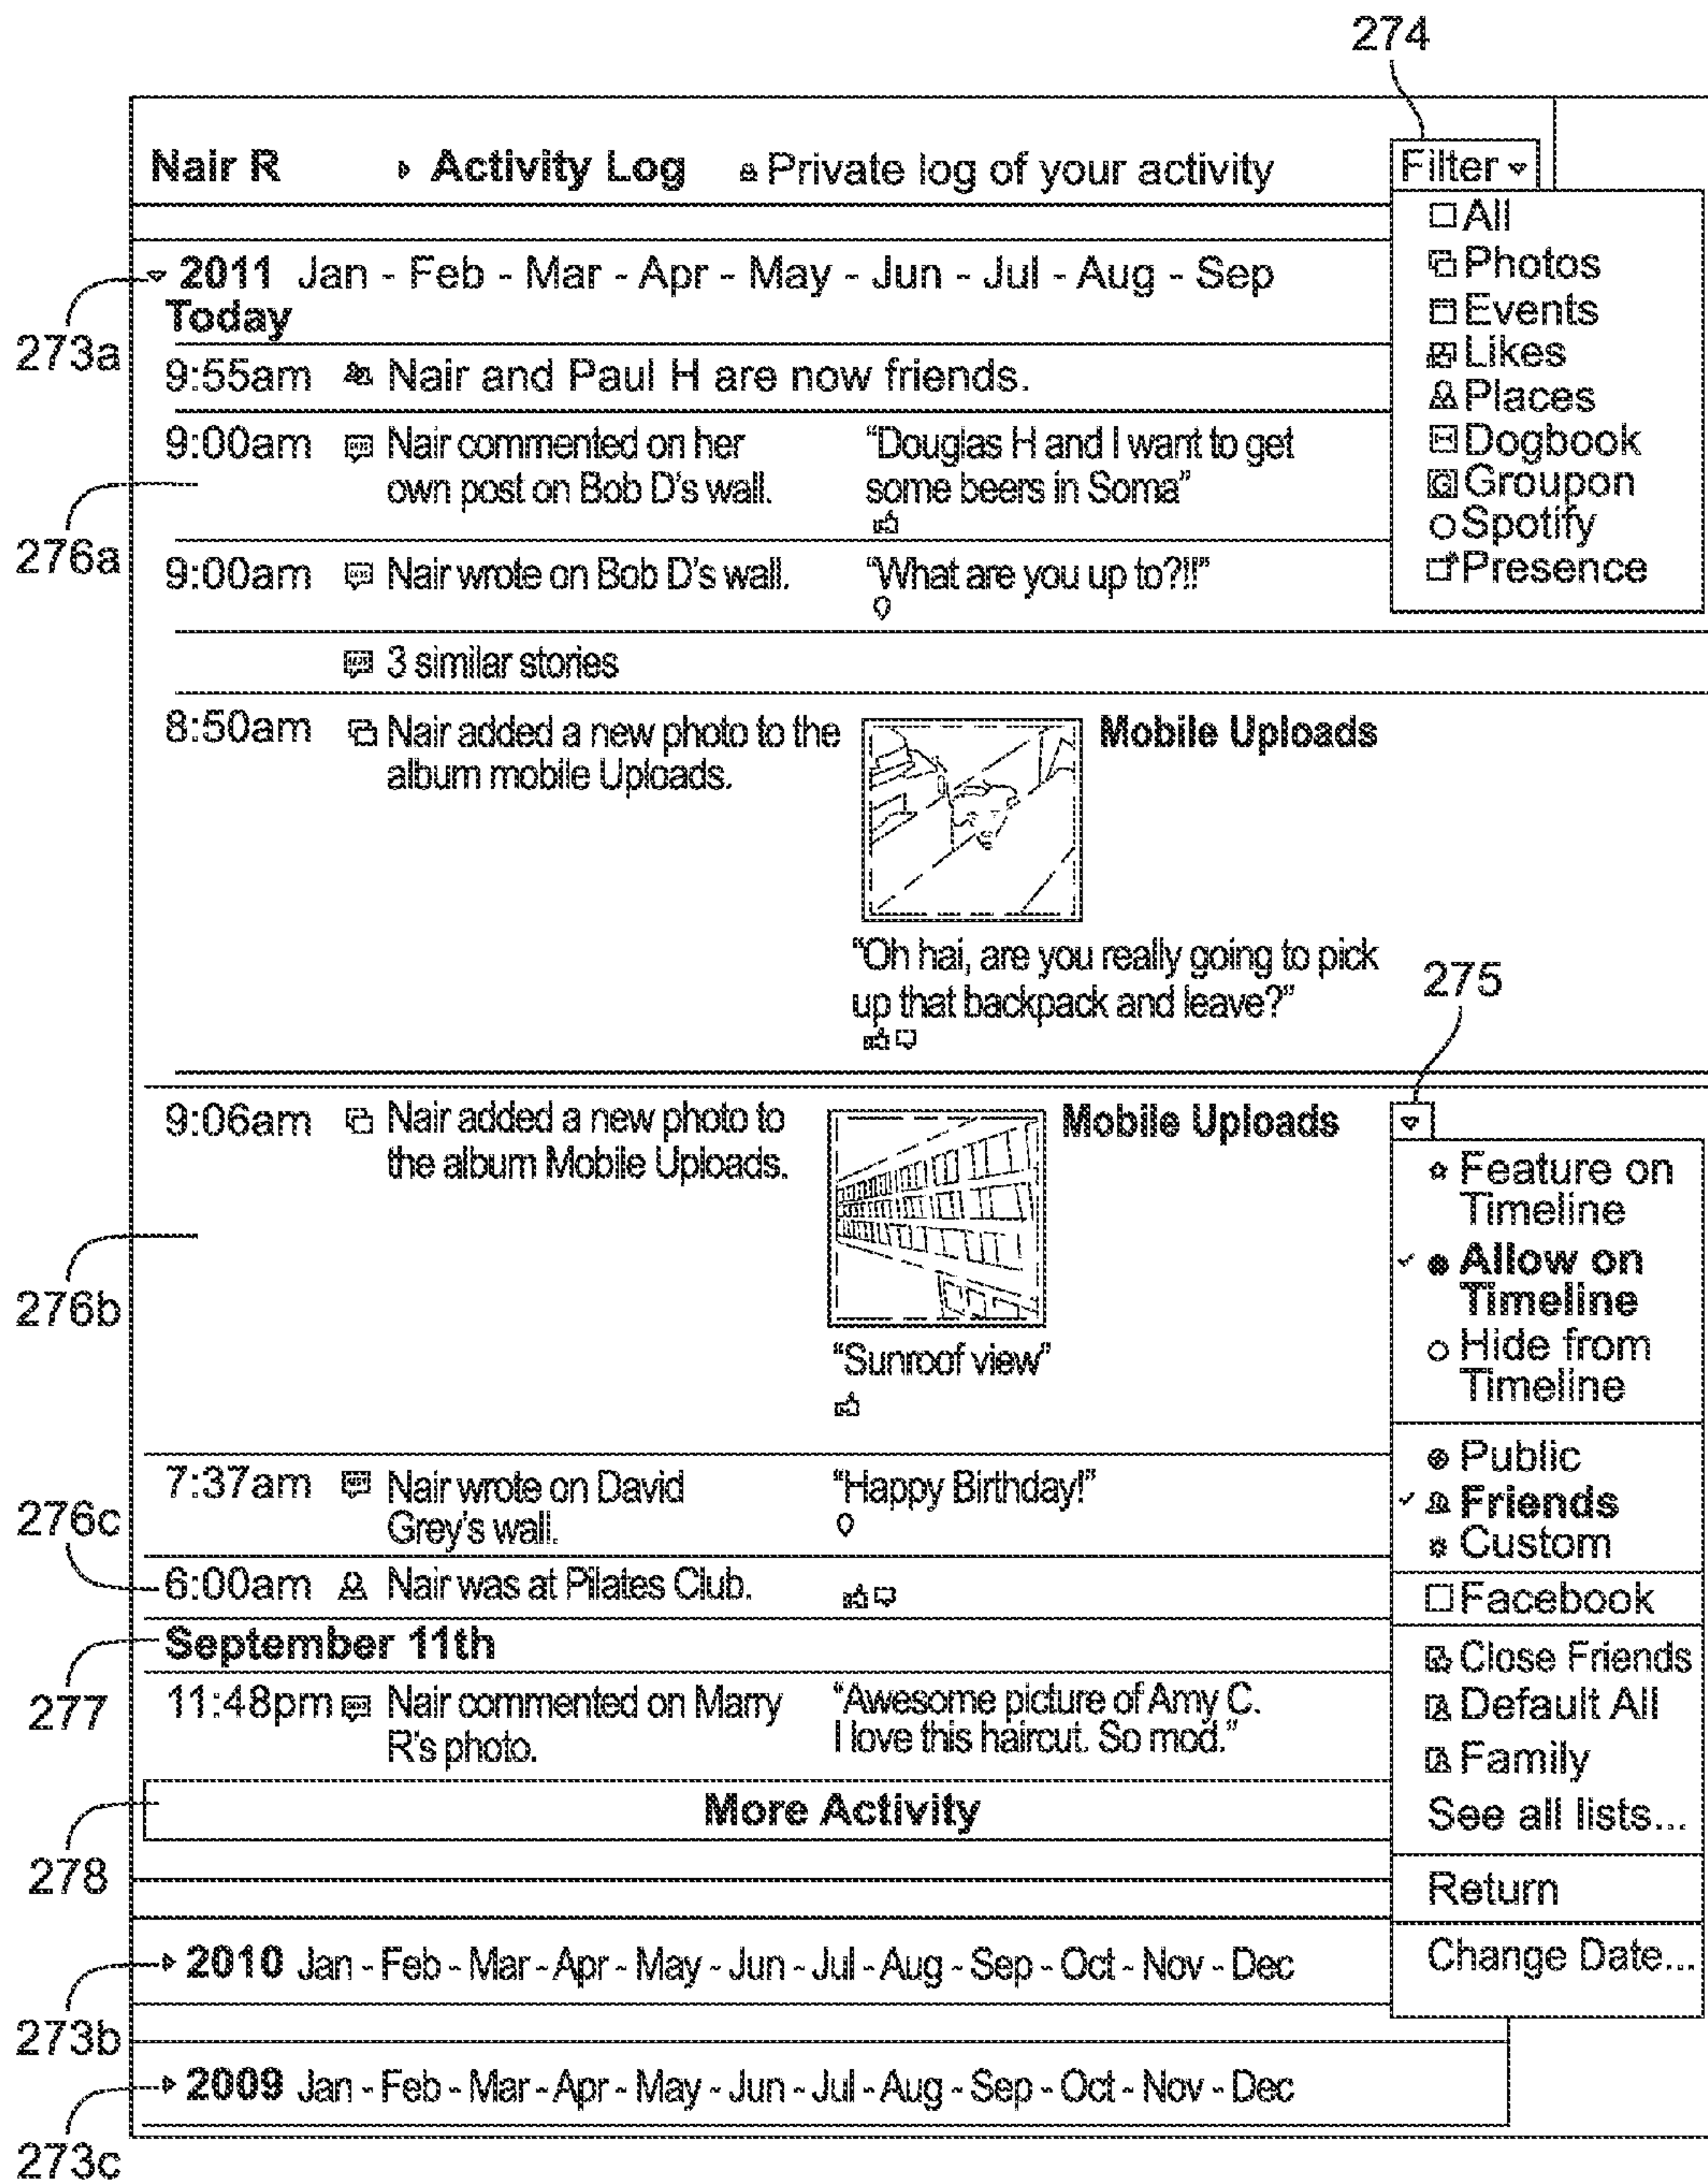 274
Nair R Activity Log Private log of your activity Filter
All
Photos
Events
Likes
Places
Dogbook
Groupon
Spotify
Presence
273a
2011 Jan - Feb - Mar - Apr - May - Jun - Jul - Aug - Sep
Today
9:55am Nair and Paul H are now friends.
276a
9:00am Nair commented on her
own post on Bob D's wall.
“Douglas H and I want to get
some beers in Soma”
9:00am Nair wrote on Bob D's wall. “What are you up to?!!”
3 similar stories
8:50am Nair added a new photo to the
album mobile Uploads.
Mobile Uploads
“Oh hai, are you really going to pick
up that backpack and leave?”
275
276b
9:06am Nair added a new photo to
the album Mobile Uploads.
Mobile Uploads
“Sunroof view”
Feature on
Timeline
Allow on
Timeline
Hide from
Timeline
Public
Friends
Custom
Facebook
Close Friends
Default All
Family
See all lists...
Return
Change Date...
7:37am Nair wrote on David
Grey's wall.
“Happy Birthday!”
276c
6:00am Nair was at Pilates Club.
277
September 11th
11:48pm Nair commented on Marry
R's photo.
“Awesome picture of Amy C.
I love this haircut. So mod.”
278
More Activity
273b
2010 Jan - Feb - Mar - Apr - May - Jun - Jul - Aug - Sep - Oct - Nov - Dec
273c
2009 Jan - Feb - Mar - Apr - May - Jun - Jul - Aug - Sep - Oct - Nov - Dec